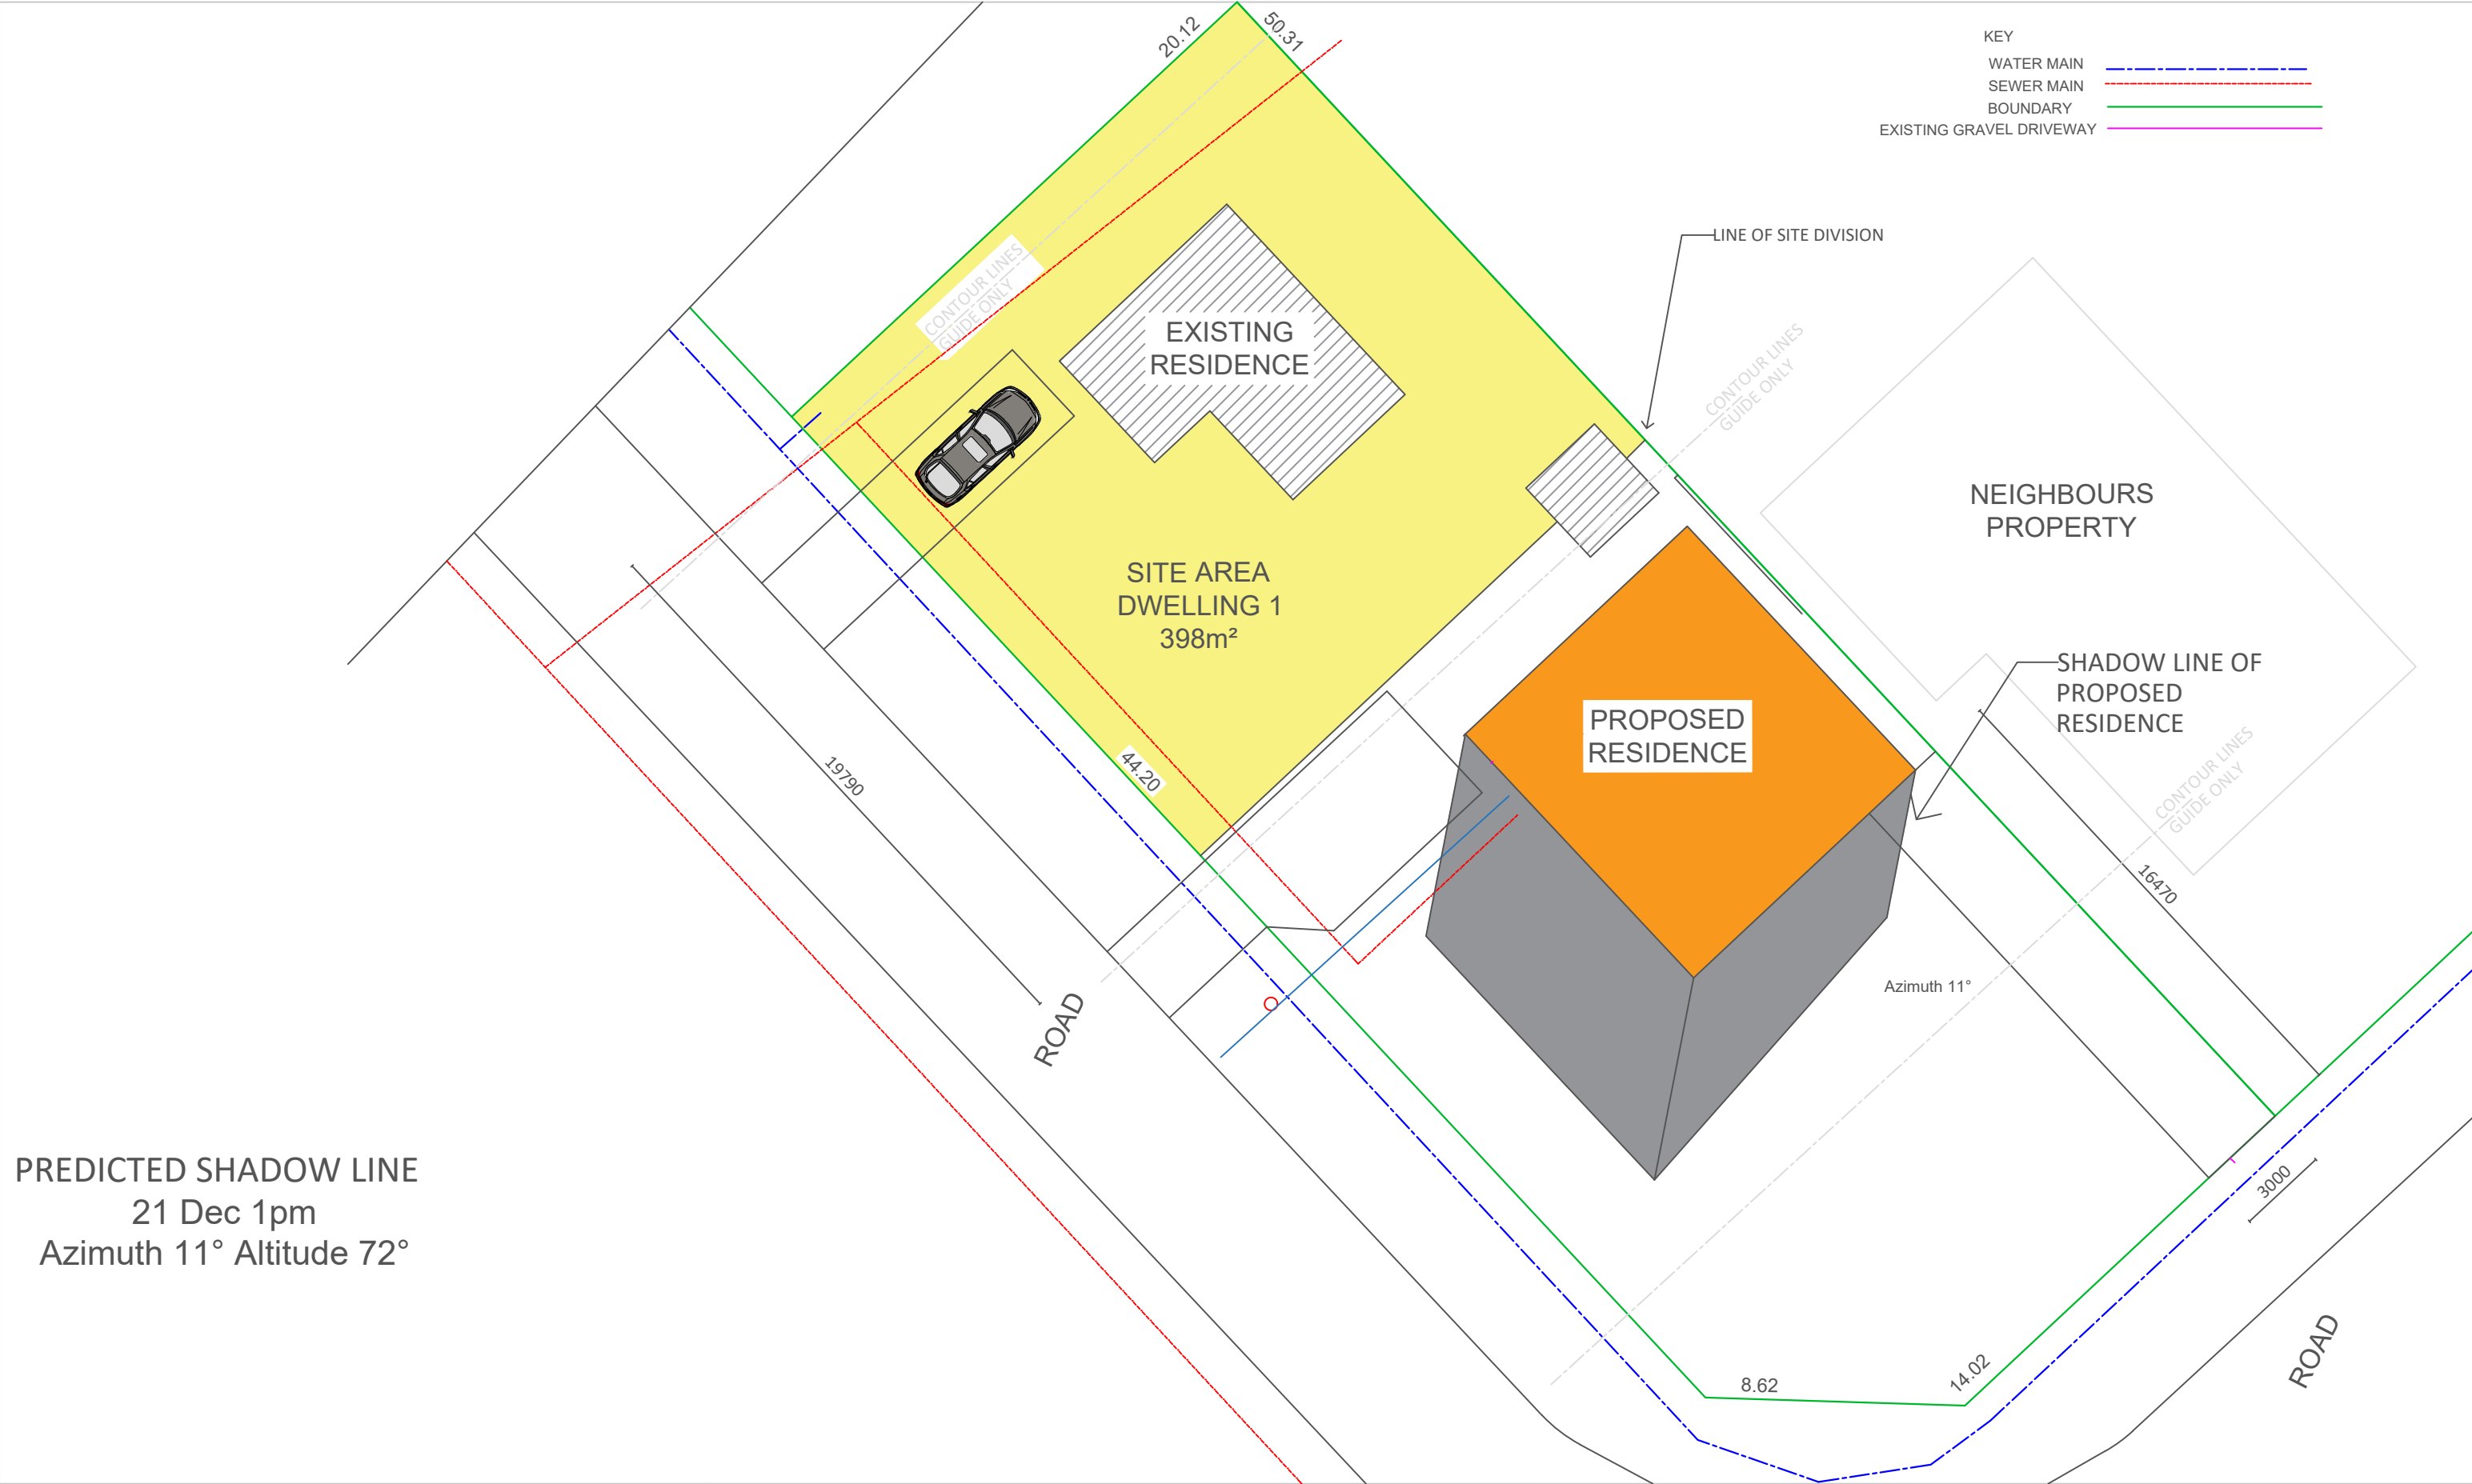 20.12
50.31
KEY
WATER MAIN
SEWER MAIN
BOUNDARY
EXISTING GRAVEL DRIVEWAY
LINE OF SITE DIVISION
CONTOUR LINES
GUIDE ONLY
EXISTING
RESIDENCE
CONTOUR LINES
GUIDE ONLY
NEIGHBOURS
PROPERTY
SITE AREA
DWELLING 1
398m²
SHADOW LINE OF
PROPOSED
RESIDENCE
PROPOSED
RESIDENCE
CONTOUR LINES
GUIDE ONLY
44.20
19790
16470
Azimuth 11°
ROAD
3000
PREDICTED SHADOW LINE
21 Dec 1pm
Azimuth 11° Altitude 72°
8.62
14.02
ROAD